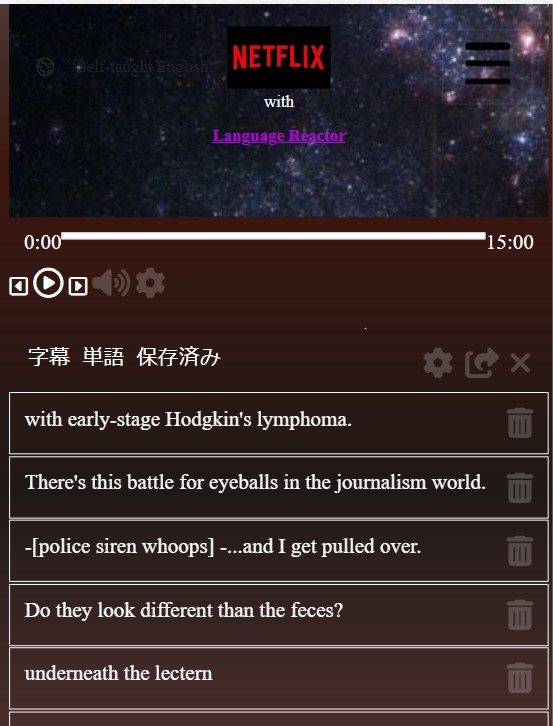 Self-taught English
NETFLIX
with
Language Reactor
0:00 15:00
字幕 単語 保存済み
with early-stage Hodgkin's lymphoma.
There's this battle for eyeballs in the journalism world.
-[police siren whoops] -...and I get pulled over.
Do they look different than the feces?
underneath the lectern